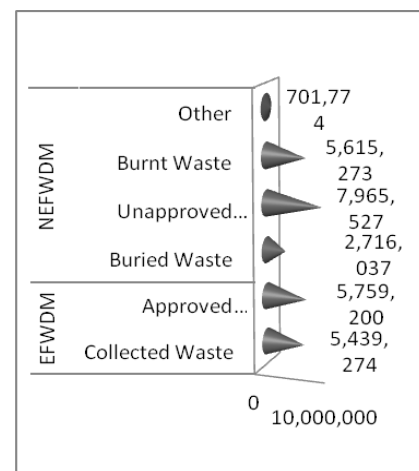 NEFWDM
Other
701,77
4
Burnt Waste
5,615,
273
Unapproved...
7,965,
527
Buried Waste
2,716,
037
EFWDM
Approved...
5,759,
200
Collected Waste
5,439,
274
0
10,000,000